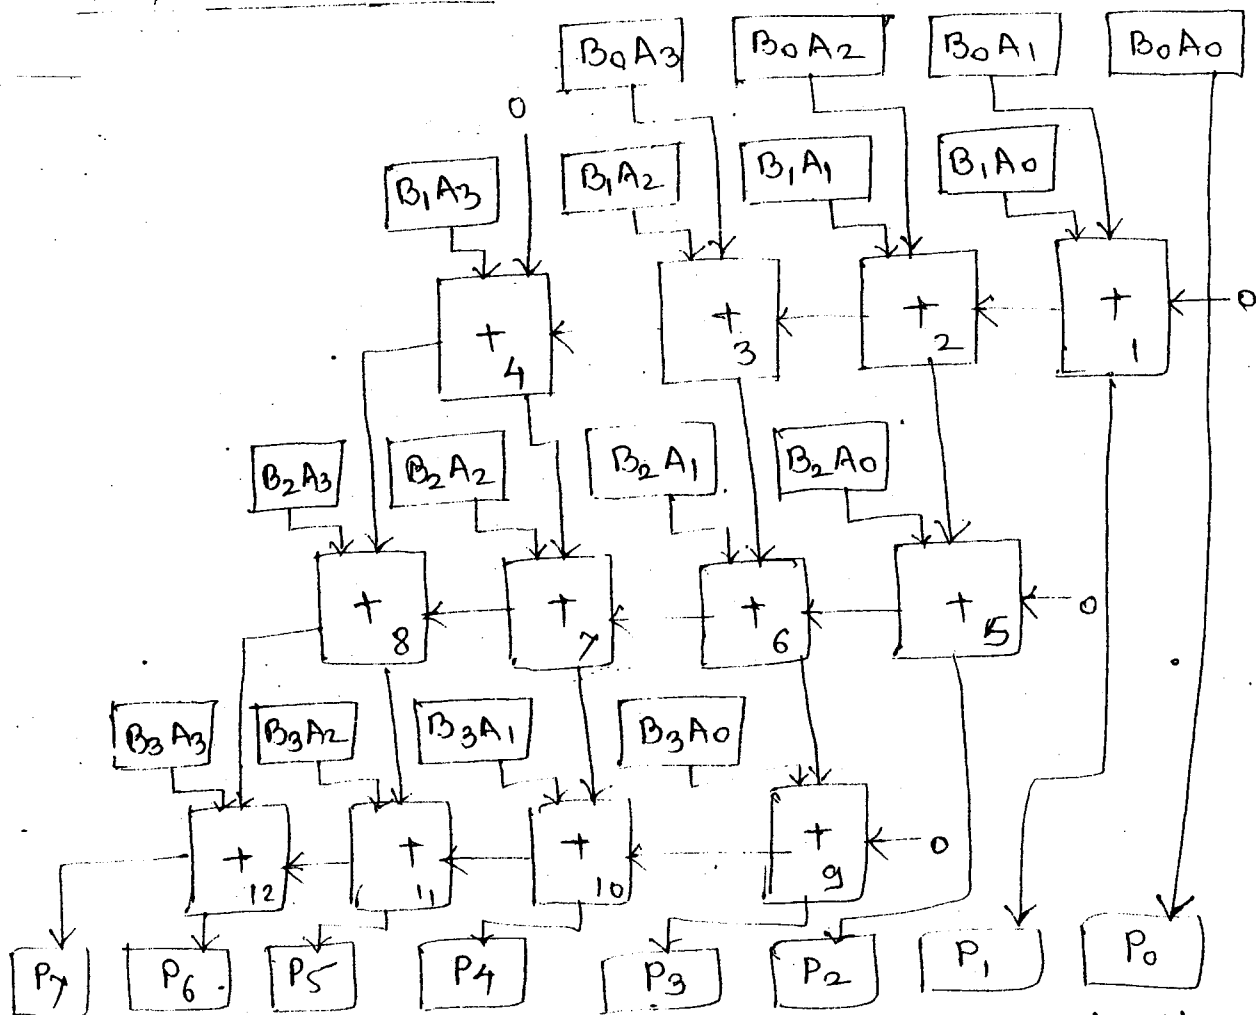 B₀A₃ B₀A₂ B₀A₁ B₀A₀
0
B₁A₃ B₁A₂ B₁A₁ B₁A₀
+ + + + 0
4 3 2 1
B₂A₃ B₂A₂ B₂A₁ B₂A₀
+ + + + 0
8 7 6 5
B₃A₃ B₃A₂ B₃A₁ B₃A₀
+ + + + 0
12 11 10 9
P₇ P₆ P₅ P₄ P₃ P₂ P₁ P₀